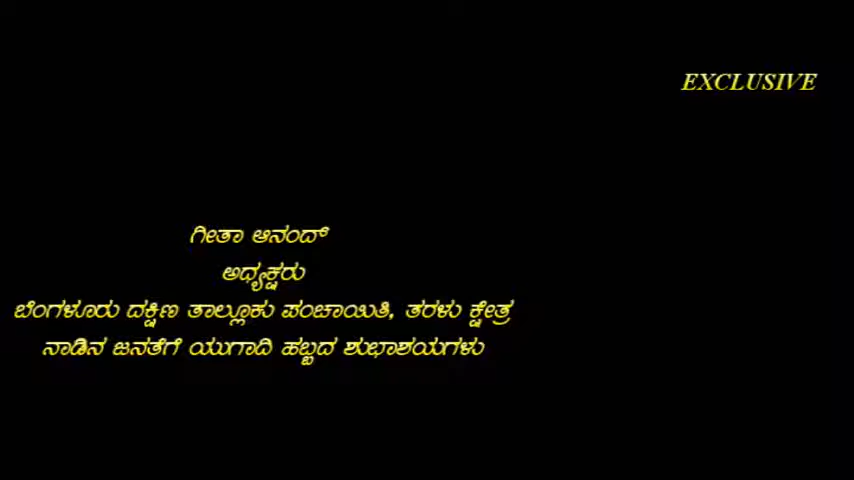 EXCLUSIVE
ಗೀತಾ ಆನಂದ್
ಅಧ್ಯಕ್ಷರು
ಬೆಂಗಳೂರು ದಕ್ಷಿಣ ತಾಲ್ಲೂಕು ಪಂಚಾಯಿತಿ, ತರಳು ಕ್ಷೇತ್ರ
ನಾಡಿನ ಜನತೆಗೆ ಯುಗಾದಿ ಹಬ್ಬದ ಶುಭಾಶಯಗಳು